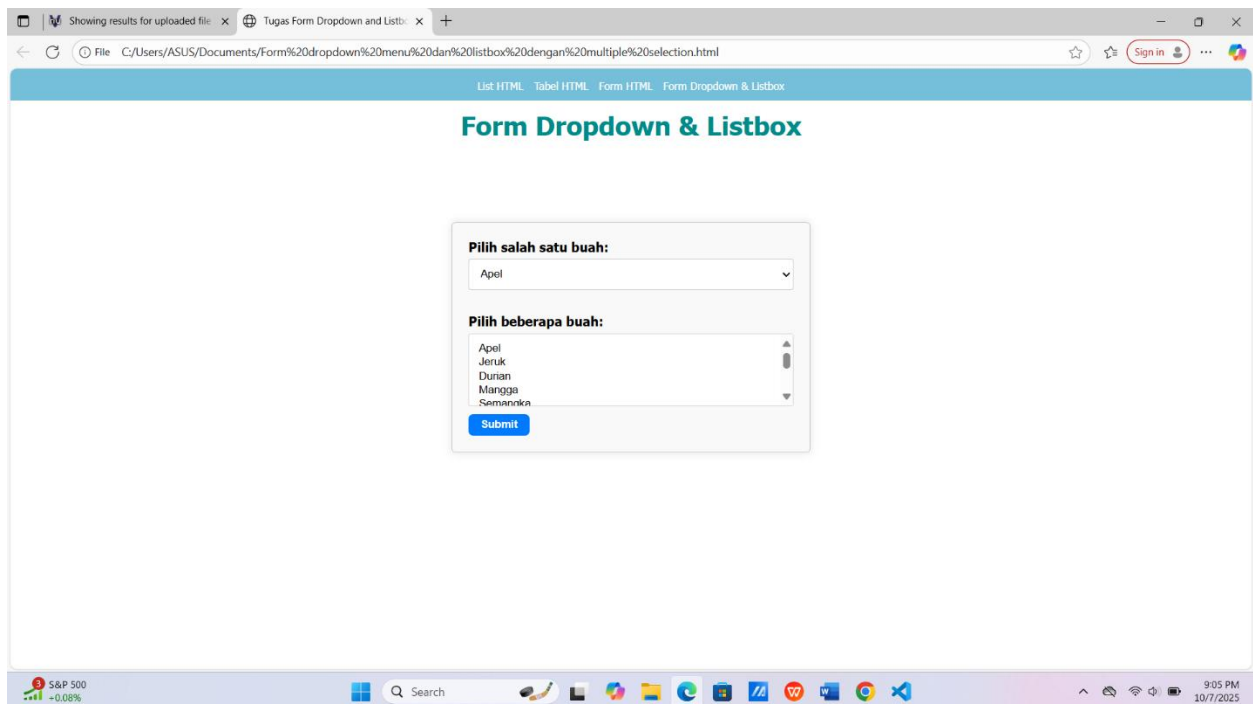 Showing results for uploaded file
Tugas Form Dropdown and Listbo
File C:/Users/ASUS/Documents/Form%20dropdown%20menu%20dan%20listbox%20dengan%20multiple%20selection.html
Sign in
List HTML Tabel HTML Form HTML Form Dropdown & Listbox
Form Dropdown & Listbox
Pilih salah satu buah:
Apel
Pilih beberapa buah:
Apel
Jeruk
Durian
Mangga
Semangka
Submit
3
S&P 500
+0.08%
Search
W
W
9:05 PM
10/7/2025